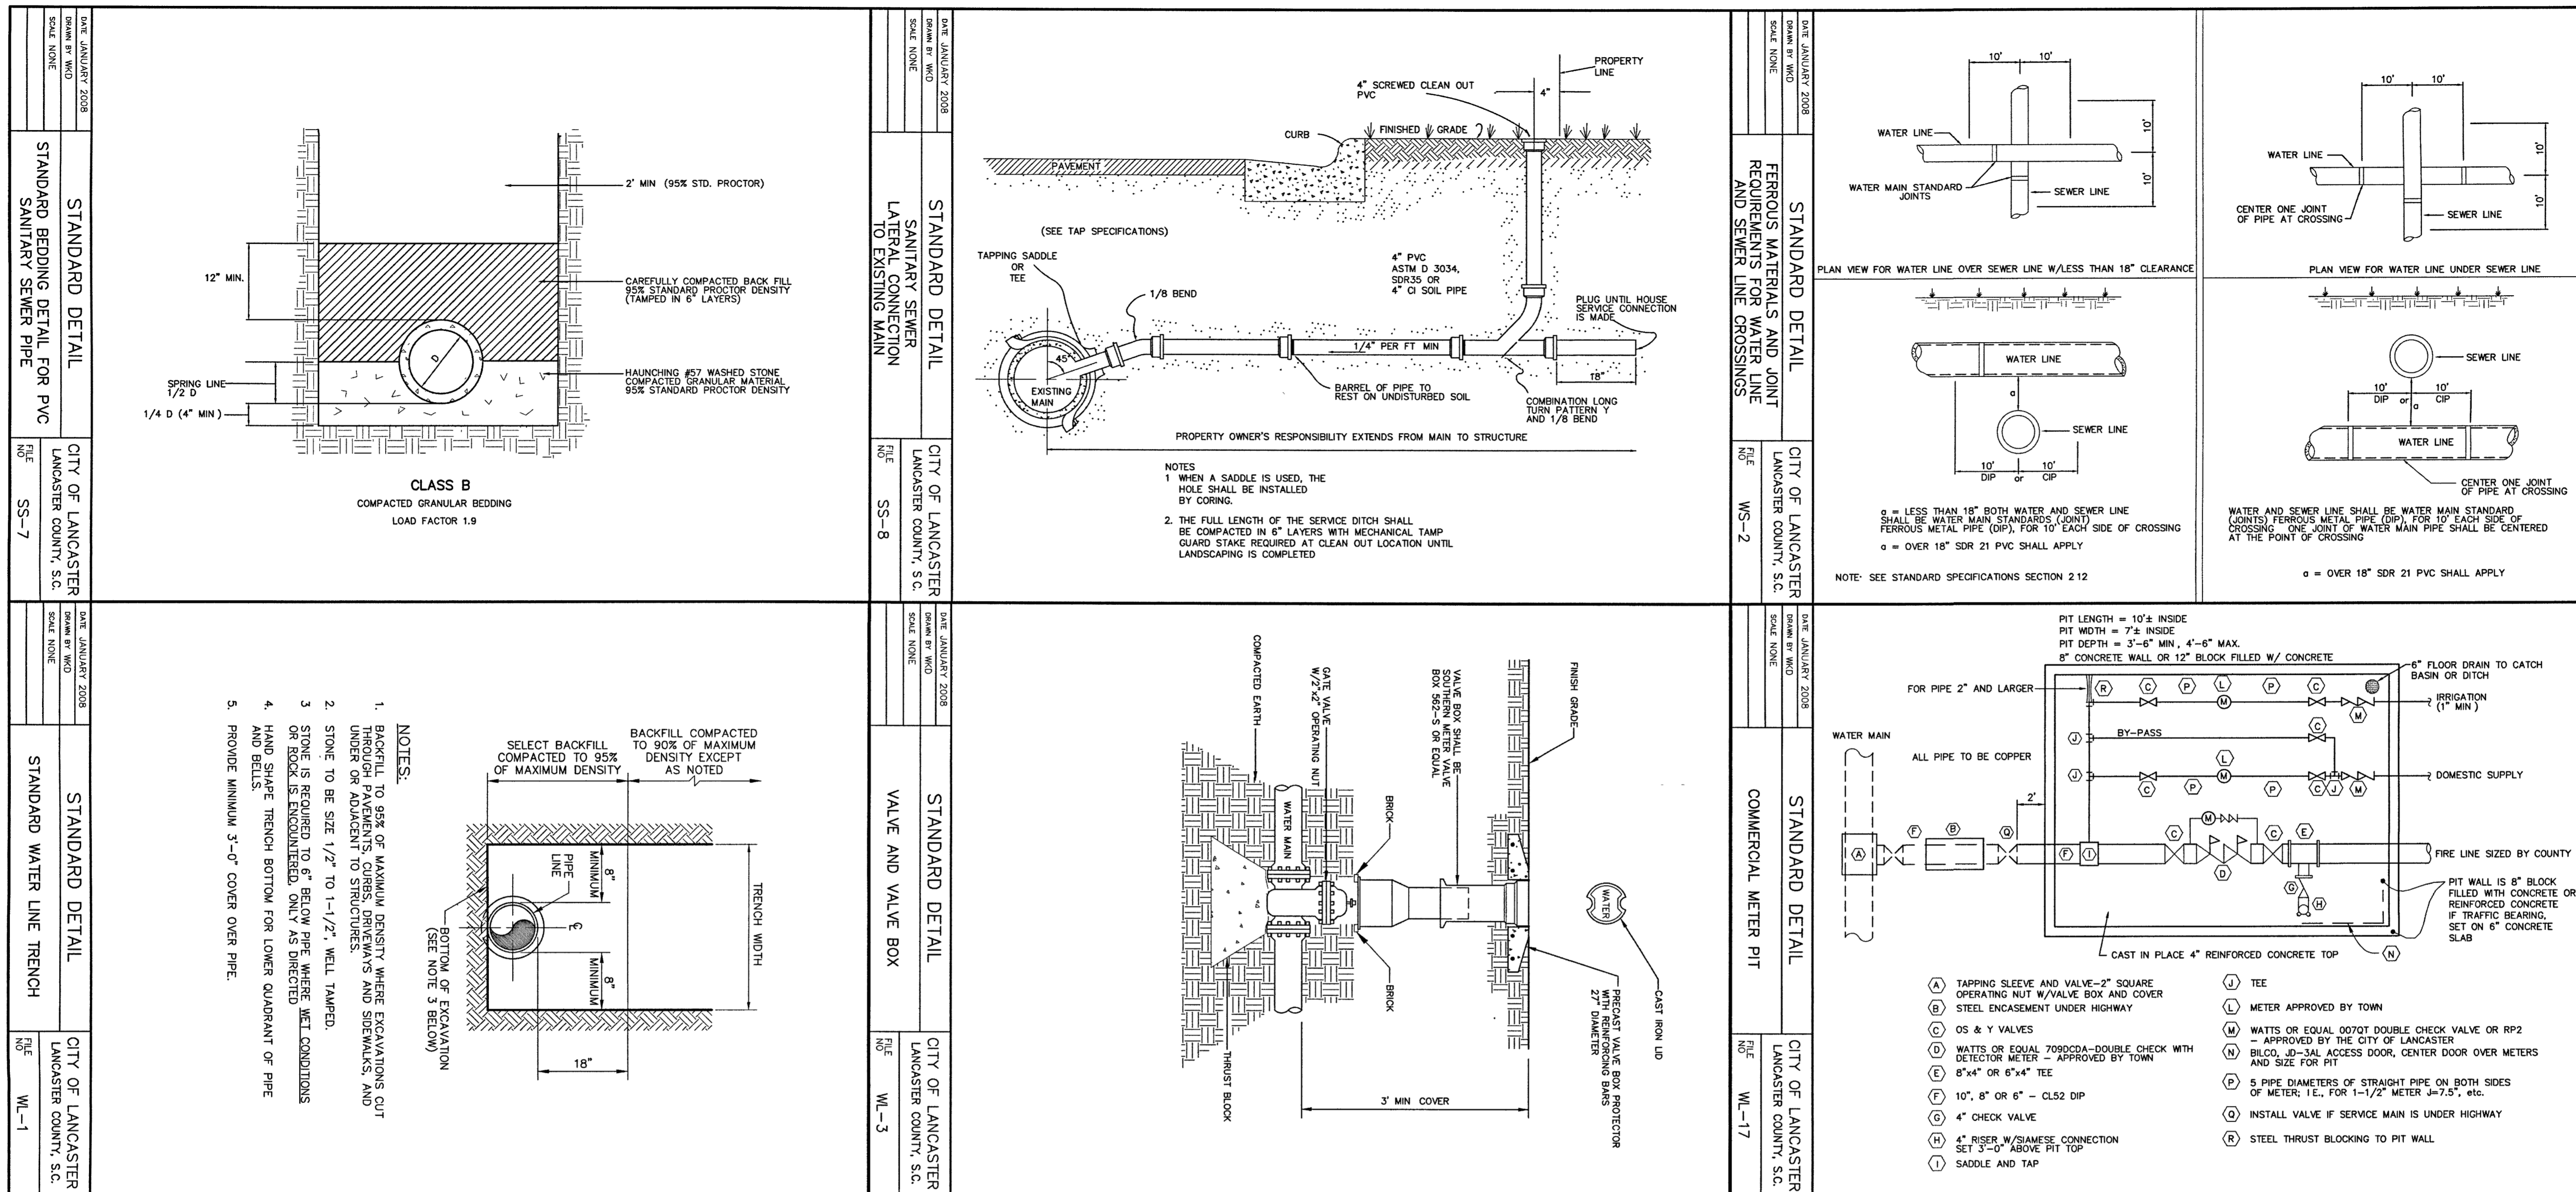 DATE JANUARY 2008
DRAWN BY WKD
SCALE NONE
STANDARD DETAIL
STANDARD BEDDING DETAIL FOR PVC
SANITARY SEWER PIPE
CITY OF LANCASTER
LANCASTER COUNTY, S.C.
FILE NO
SS-7
2' MIN (95% STD. PROCTOR)
12" MIN.
CAREFULLY COMPACTED BACK FILL
95% STANDARD PROCTOR DENSITY
(TAMPED IN 6" LAYERS)
D
SPRING LINE
1/2 D
1/4 D (4" MIN )
HAUNCHING #57 WASHED STONE
COMPACTED GRANULAR MATERIAL
95% STANDARD PROCTOR DENSITY
CLASS B
COMPACTED GRANULAR BEDDING
LOAD FACTOR 1.9
DATE JANUARY 2008
DRAWN BY WKD
SCALE NONE
STANDARD DETAIL
SANITARY SEWER
LATERAL CONNECTION
TO EXISTING MAIN
CITY OF LANCASTER
LANCASTER COUNTY, S C.
FILE NO
SS-8
PROPERTY
LINE
4" SCREWED CLEAN OUT
PVC
4"
CURB
FINISHED GRADE
PAVEMENT
(SEE TAP SPECIFICATIONS)
TAPPING SADDLE
OR
TEE
4" PVC
ASTM D 3034,
SDR35 OR
4" CI SOIL PIPE
1/8 BEND
PLUG UNTIL HOUSE
SERVICE CONNECTION
IS MADE
45°
1/4" PER FT MIN
EXISTING
MAIN
18"
BARREL OF PIPE TO
REST ON UNDISTURBED SOIL
COMBINATION LONG
TURN PATTERN Y
AND 1/8 BEND
PROPERTY OWNER'S RESPONSIBILITY EXTENDS FROM MAIN TO STRUCTURE
NOTES
1 WHEN A SADDLE IS USED, THE
HOLE SHALL BE INSTALLED
BY CORING.
2. THE FULL LENGTH OF THE SERVICE DITCH SHALL
BE COMPACTED IN 6" LAYERS WITH MECHANICAL TAMP
GUARD STAKE REQUIRED AT CLEAN OUT LOCATION UNTIL
LANDSCAPING IS COMPLETED
DATE JANUARY 2008
DRAWN BY WKD
SCALE NONE
STANDARD DETAIL
FERROUS MATERIALS AND JOINT
REQUIREMENTS FOR WATER LINE
AND SEWER LINE CROSSINGS
CITY OF LANCASTER
LANCASTER COUNTY, S.C.
FILE NO
WS-2
10' 10'
10'
10'
WATER LINE
WATER MAIN STANDARD
JOINTS
SEWER LINE
PLAN VIEW FOR WATER LINE OVER SEWER LINE W/LESS THAN 18" CLEARANCE
10' 10'
10'
10'
WATER LINE
CENTER ONE JOINT
OF PIPE AT CROSSING
SEWER LINE
PLAN VIEW FOR WATER LINE UNDER SEWER LINE
WATER LINE
a
SEWER LINE
10' 10'
DIP or CIP
a = LESS THAN 18" BOTH WATER AND SEWER LINE
SHALL BE WATER MAIN STANDARDS (JOINT)
FERROUS METAL PIPE (DIP), FOR 10' EACH SIDE OF CROSSING
a = OVER 18" SDR 21 PVC SHALL APPLY
NOTE· SEE STANDARD SPECIFICATIONS SECTION 2 12
SEWER LINE
10' 10'
DIP or CIP
a
WATER LINE
CENTER ONE JOINT
OF PIPE AT CROSSING
WATER AND SEWER LINE SHALL BE WATER MAIN STANDARD
(JOINTS) FERROUS METAL PIPE (DIP), FOR 10' EACH SIDE OF
CROSSING ONE JOINT OF WATER MAIN PIPE SHALL BE CENTERED
AT THE POINT OF CROSSING
a = OVER 18" SDR 21 PVC SHALL APPLY
DATE JANUARY 2008
DRAWN BY WKD
SCALE NONE
STANDARD DETAIL
STANDARD WATER LINE TRENCH
CITY OF LANCASTER
LANCASTER COUNTY, S.C.
FILE NO
WL-1
BACKFILL COMPACTED
TO 90% OF MAXIMUM
DENSITY EXCEPT
AS NOTED
SELECT BACKFILL
COMPACTED TO 95%
OF MAXIMUM DENSITY
TRENCH WIDTH
8"
MINIMUM
PIPE
LINE
8"
MINIMUM
BOTTOM OF EXCAVATION
(SEE NOTE 3 BELOW)
18"
NOTES:
1. BACKFILL TO 95% OF MAXIMUM DENSITY WHERE EXCAVATIONS CUT
THROUGH PAVEMENTS, CURBS, DRIVEWAYS AND SIDEWALKS, AND
UNDER OR ADJACENT TO STRUCTURES.
2. STONE TO BE SIZE 1/2" TO 1-1/2", WELL TAMPED.
3 STONE IS REQUIRED TO 6" BELOW PIPE WHERE WET CONDITIONS
OR ROCK IS ENCOUNTERED, ONLY AS DIRECTED
4. HAND SHAPE TRENCH BOTTOM FOR LOWER QUADRANT OF PIPE
AND BELLS.
5. PROVIDE MINIMUM 3'-0" COVER OVER PIPE.
DATE JANUARY 2008
DRAWN BY WKD
SCALE NONE
STANDARD DETAIL
VALVE AND VALVE BOX
CITY OF LANCASTER
LANCASTER COUNTY, S.C.
FILE NO
WL-3
FINISH GRADE
VALVE BOX SHALL BE
SOUTHERN METER VALVE
BOX 562-S OR EQUAL
GATE VALVE
W/2"x2" OPERATING NUT
COMPACTED EARTH
BRICK
WATER MAIN
WATER
BRICK
CAST IRON LID
PRECAST VALVE BOX PROTECTOR
WITH REINFORCING BARS
27" DIAMETER
THRUST BLOCK
3' MIN COVER
DATE JANUARY 2008
DRAWN BY WKD
SCALE NONE
STANDARD DETAIL
COMMERCIAL METER PIT
CITY OF LANCASTER
LANCASTER COUNTY, S.C.
FILE NO
WL-17
PIT LENGTH = 10'± INSIDE
PIT WIDTH = 7'± INSIDE
PIT DEPTH = 3'-6" MIN , 4'-6" MAX.
8" CONCRETE WALL OR 12" BLOCK FILLED W/ CONCRETE
6" FLOOR DRAIN TO CATCH
BASIN OR DITCH
FOR PIPE 2" AND LARGER
R C P L P C
M
M
IRRIGATION
(1" MIN )
WATER MAIN
ALL PIPE TO BE COPPER
J
BY-PASS
C
L
J
M
DOMESTIC SUPPLY
C P P C J M
2'
A F B Q F I C M C E
D
FIRE LINE SIZED BY COUNTY
G
H
PIT WALL IS 8" BLOCK
FILLED WITH CONCRETE OR
REINFORCED CONCRETE
IF TRAFFIC BEARING,
SET ON 6" CONCRETE
SLAB
CAST IN PLACE 4" REINFORCED CONCRETE TOP
N
A TAPPING SLEEVE AND VALVE-2" SQUARE
OPERATING NUT W/VALVE BOX AND COVER
B STEEL ENCASEMENT UNDER HIGHWAY
C OS & Y VALVES
D WATTS OR EQUAL 709DCDA-DOUBLE CHECK WITH
DETECTOR METER - APPROVED BY TOWN
E 8"x4" OR 6"x4" TEE
F 10", 8" OR 6" - CL52 DIP
G 4" CHECK VALVE
H 4" RISER W/SIAMESE CONNECTION
SET 3'-0" ABOVE PIT TOP
I SADDLE AND TAP
J TEE
L METER APPROVED BY TOWN
M WATTS OR EQUAL 007QT DOUBLE CHECK VALVE OR RP2
- APPROVED BY THE CITY OF LANCASTER
N BILCO, JD-3AL ACCESS DOOR, CENTER DOOR OVER METERS
AND SIZE FOR PIT
P 5 PIPE DIAMETERS OF STRAIGHT PIPE ON BOTH SIDES
OF METER; I E., FOR 1-1/2" METER J=7.5", etc.
Q INSTALL VALVE IF SERVICE MAIN IS UNDER HIGHWAY
R STEEL THRUST BLOCKING TO PIT WALL